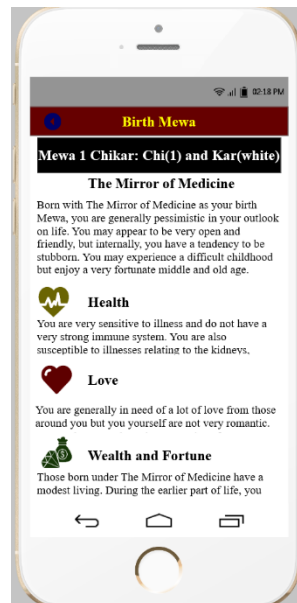 02:18 PM
Birth Mewa
Mewa 1 Chikar: Chi(1) and Kar(white)
The Mirror of Medicine
Born with The Mirror of Medicine as your birth
Mewa, you are generally pessimistic in your outlook
on life. You may appear to be very open and
friendly, but internally, you have a tendency to be
stubborn. You may experience a difficult childhood
but enjoy a very fortunate middle and old age.
Health
You are very sensitive to illness and do not have a
very strong immune system. You are also
susceptible to illnesses relating to the kidneys,
Love
You are generally in need of a lot of love from those
around you but you yourself are not very romantic.
Wealth and Fortune
Those born under The Mirror of Medicine have a
modest living. During the earlier part of life, you